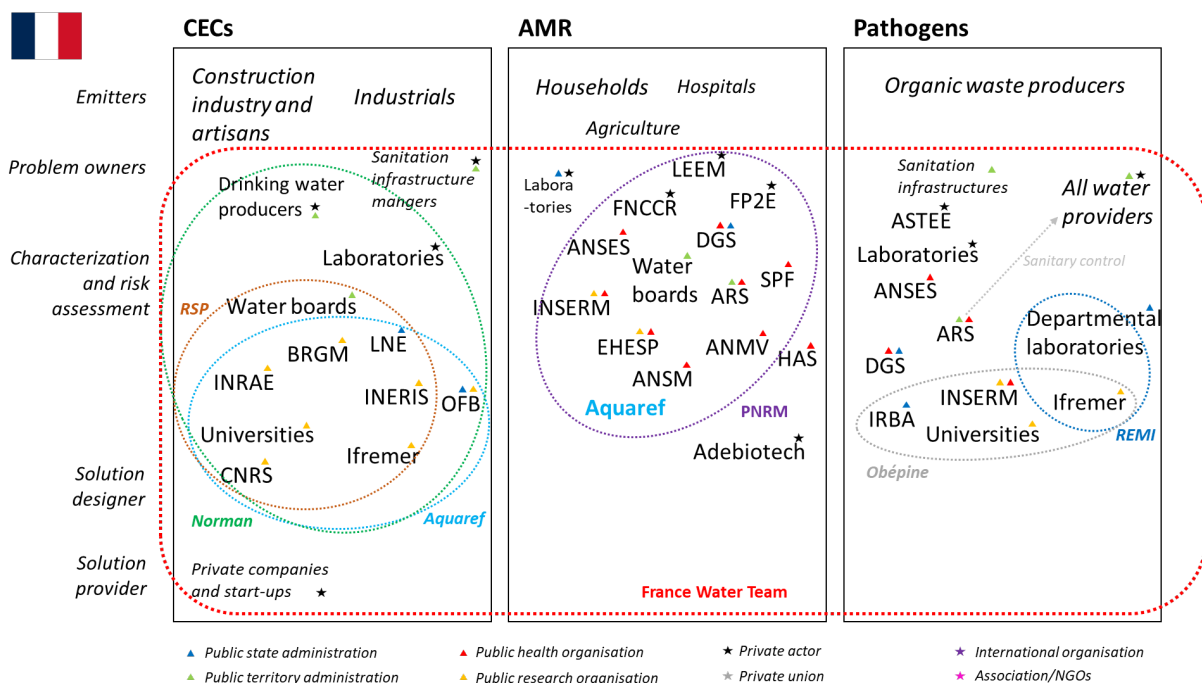 CECs
AMR
Pathogens
Emitters
Construction
industry and
artisans
Industrials
Households
Hospitals
Agriculture
Organic waste producers
Problem owners
Drinking water
producers
Sanitation
infrastructure
mangers
Labora
-tories
LEEM
FNCCR
FP2E
Sanitation
infrastructures
All water
providers
ASTEE
Characterization
and risk
assessment
Laboratories
ANSES
DGS
Water
boards
SPF
Laboratories
Sanitary control
ANSES
RSP
Water boards
INSERM
ARS
ARS
Departmental
laboratories
BRGM
LNE
EHESP
ANMV
HAS
DGS
INRAE
INERIS
OFB
ANSM
INSERM
Ifremer
Aquaref
PNRM
IRBA
Universities
REMI
Universities
Ifremer
Adebiotech
Obépine
CNRS
Solution
designer
Norman
Aquaref
Solution
provider
Private companies
and start-ups
France Water Team
Public state administration
Public health organisation
Private actor
International organisation
Public territory administration
Public research organisation
Private union
Association/NGOs